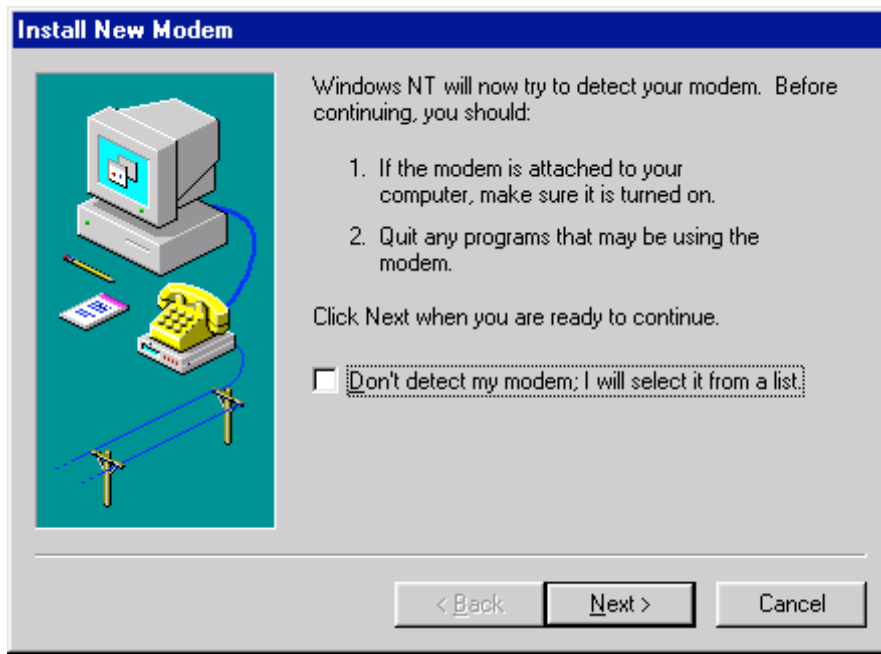 Install New Modem
Windows NT will now try to detect your modem. Before
continuing, you should:
1. If the modem is attached to your
computer, make sure it is turned on.
2. Quit any programs that may be using the
modem.
Click Next when you are ready to continue.
Don't detect my modem; I will select it from a list.
< Back
Next >
Cancel